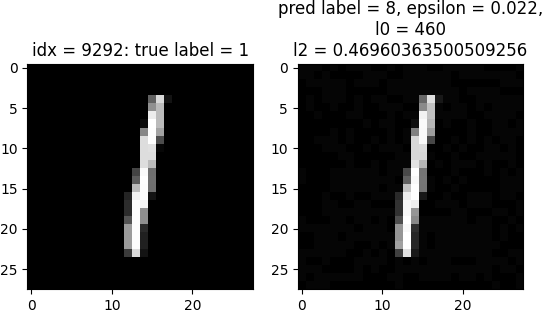 idx = 9292: true label = 1
0
5
10
15
20
25
0 10 20
pred label = 8, epsilon = 0.022,
l0 = 460
l2 = 0.46960363500509256
0
5
10
15
20
25
0 10 20